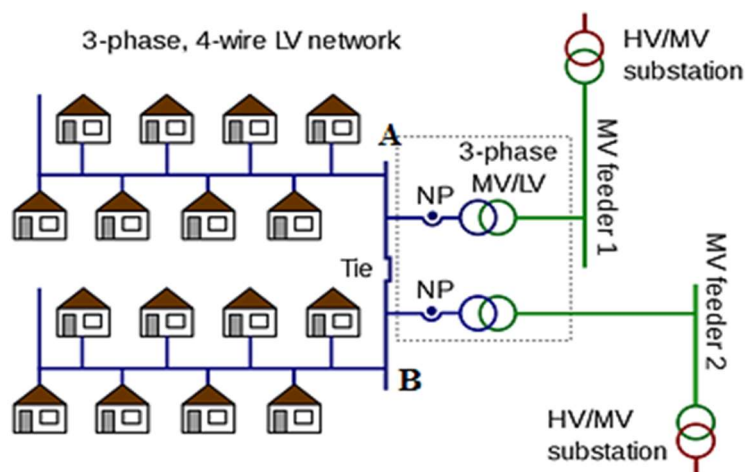 3-phase, 4-wire LV network
HV/MV
substation
A
3-phase
MV/LV
NP
MV feeder 1
Tie
NP
MV feeder 2
B
HV/MV
substation